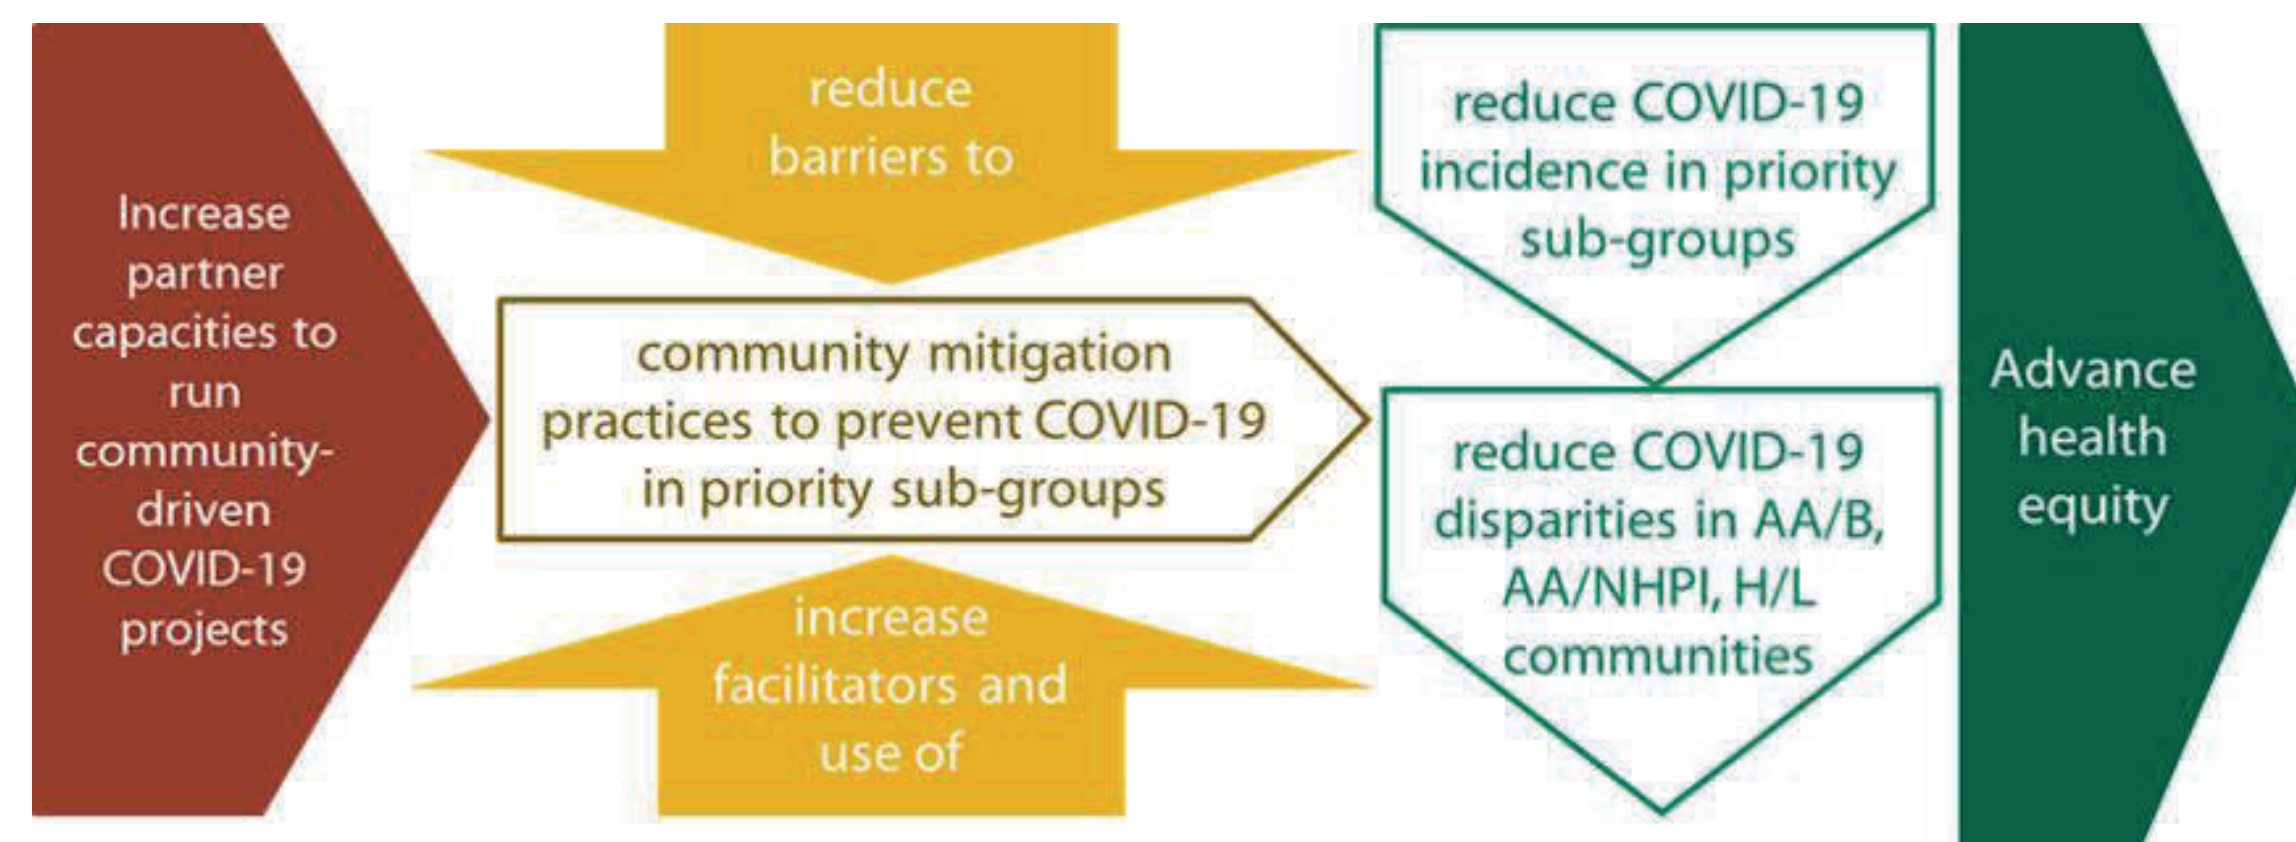 Increase
partner
capacities to
run
community-
driven
COVID-19
projects
reduce
barriers to
community mitigation
practices to prevent COVID-19
in priority sub-groups
increase
facilitators and
use of
reduce COVID-19
incidence in priority
sub-groups
reduce COVID-19
disparities in AA/B,
AA/NHPI, H/L
communities
Advance
health
equity